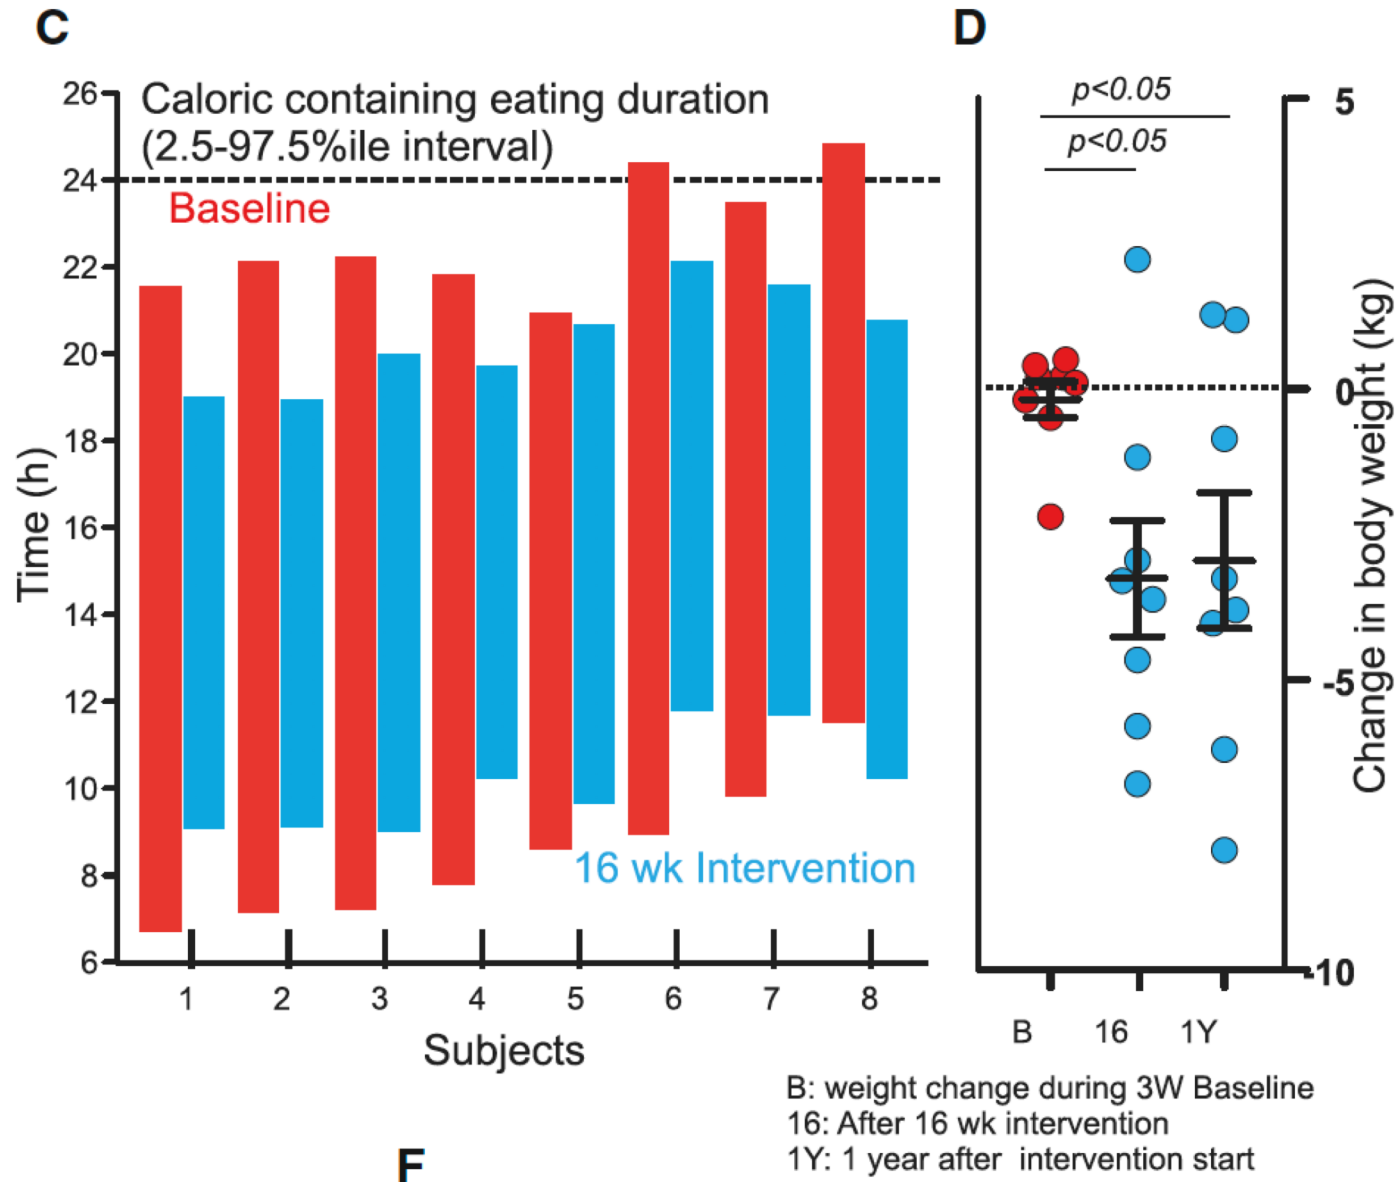 C
D
26
24
22
20
18
16
14
12
10
8
6
Time (h)
Caloric containing eating duration
(2.5-97.5%ile interval)
Baseline
16 wk Intervention
1 2 3 4 5 6 7 8
Subjects
p<0.05
p<0.05
5
0
-5
-10
Change in body weight (kg)
B 16 1Y
B: weight change during 3W Baseline
16: After 16 wk intervention
1Y: 1 year after intervention start
F